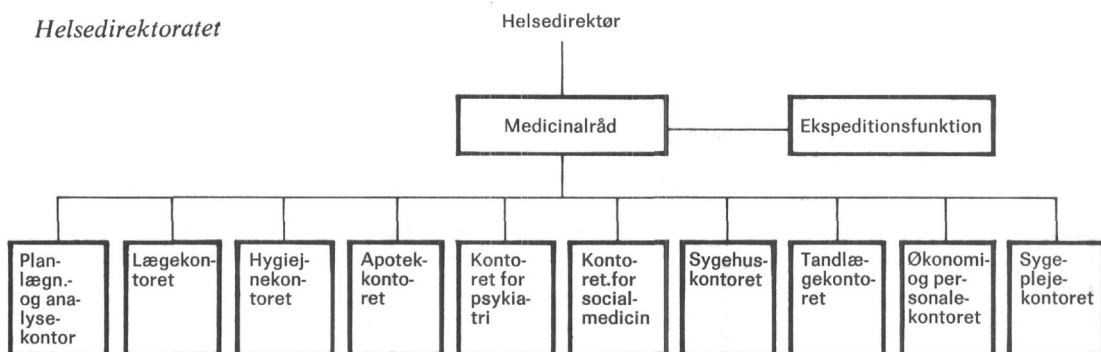 Helsedirektoratet
Helsedirektør
Medicinalråd
Ekspeditionsfunktion
Plan-
lægn.-
og ana-
lyse-
kontor
Lægekon-
toret
Hygiej-
nekon-
toret
Apotek-
konto-
ret
Konto-
ret for
psykia-
tri
Konto-
ret.for
social-
medicin
Sygehus-
kontoret
Tandlæ-
gekonto-
ret
Økonomi-
og per-
sonale-
kontoret
Syge-
pleje-
kontoret